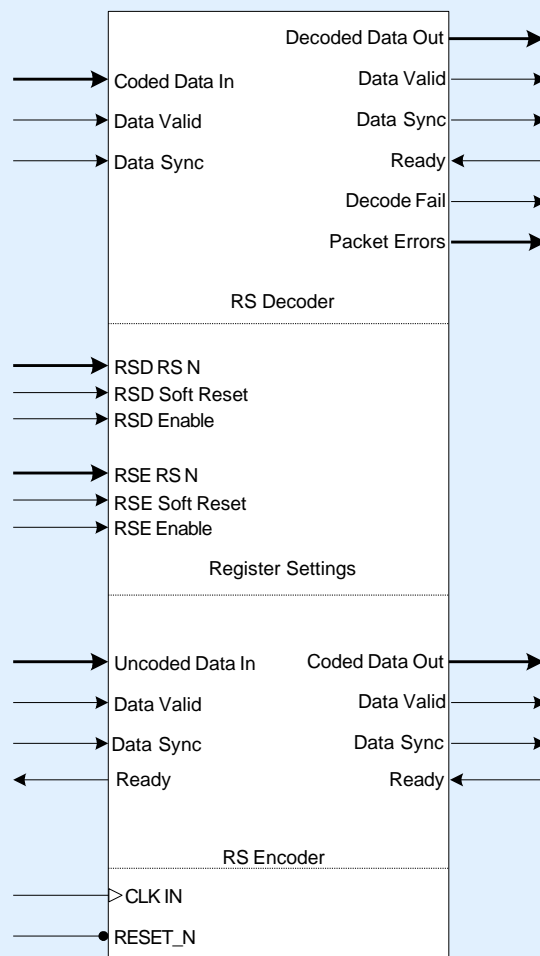 Decoded Data Out
Coded Data In
Data Valid
Data Valid
Data Sync
Data Sync
Ready
Decode Fail
Packet Errors
RS Decoder
RSD RS N
RSD Soft Reset
RSD Enable
RSE RS N
RSE Soft Reset
RSE Enable
Register Settings
Uncoded Data In
Coded Data Out
Data Valid
Data Valid
Data Sync
Data Sync
Ready
Ready
RS Encoder
CLK IN
RESET_N